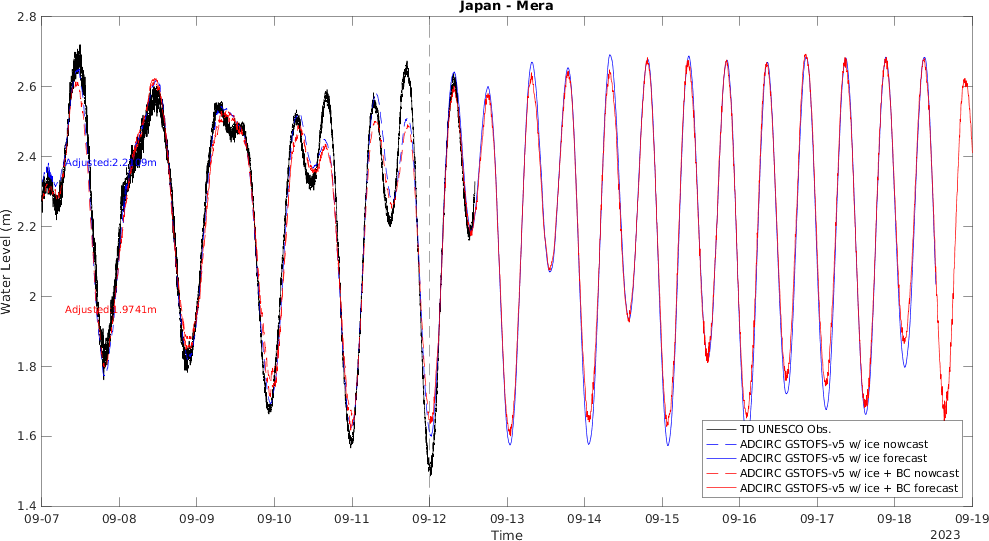 Japan - Mera
2.8
2.6
2.4
2.2
2
1.8
1.6
1.4
Water Level (m)
Adjusted:1.9741m
TD UNESCO Obs.
ADCIRC GSTOFS-v5 w/ ice nowcast
ADCIRC GSTOFS-v5 w/ ice forecast
ADCIRC GSTOFS-v5 w/ ice + BC nowcast
ADCIRC GSTOFS-v5 w/ ice + BC forecast
09-07 09-08 09-09 09-10 09-11 09-12 09-13 09-14 09-15 09-16 09-17 09-18 09-19
Time
2023